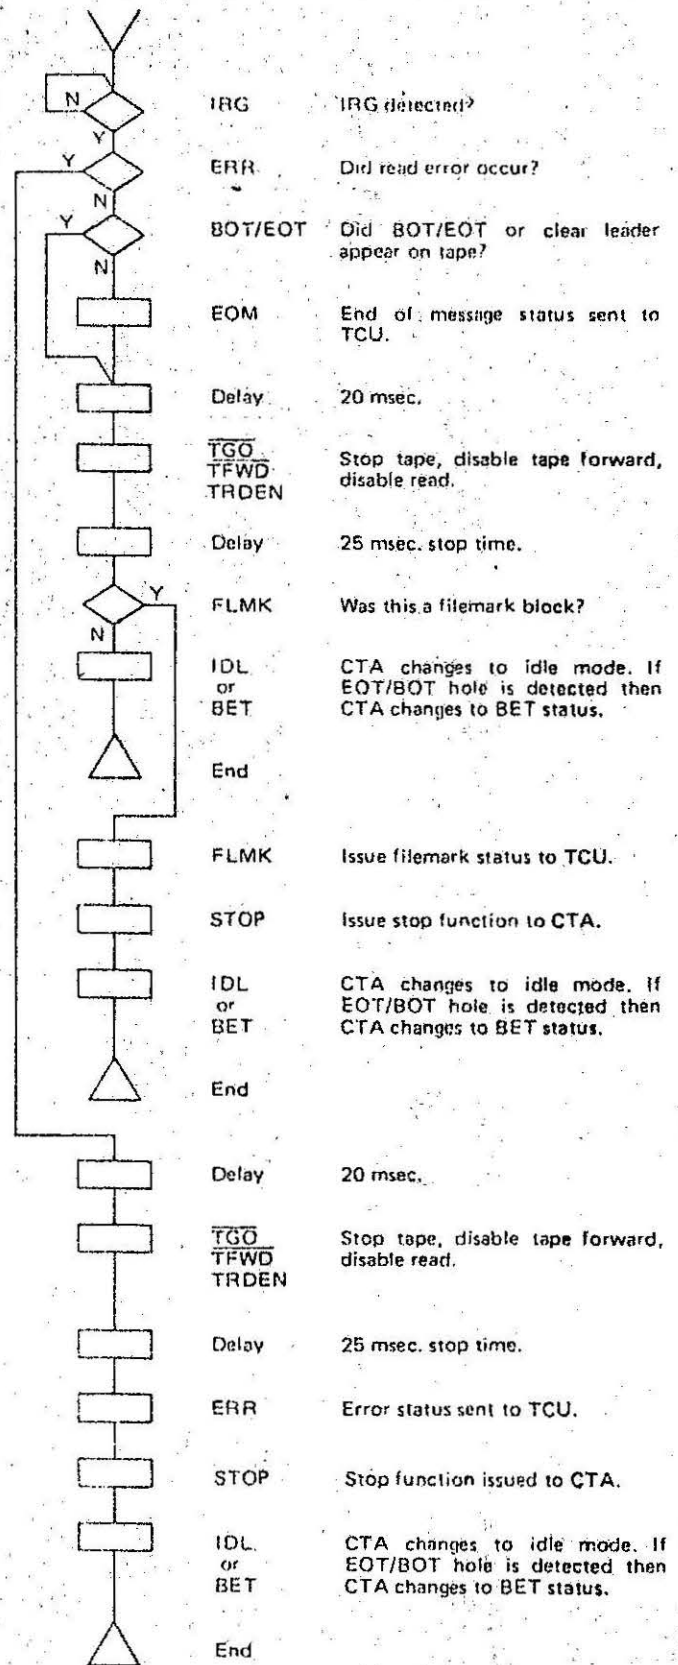 N
IRG IRG detected?
Y
Y
ERR Did read error occur?
N
Y
BOT/EOT Did BOT/EOT or clear leader
appear on tape?
N
EOM End of message status sent to
TCU.
Delay 20 msec.
TGO
TFWD Stop tape, disable tape forward,
TRDEN disable read.
Delay 25 msec. stop time.
Y
FLMK Was this a filemark block?
N
IDL CTA changes to idle mode. If
or EOT/BOT hole is detected then
BET CTA changes to BET status.
End
FLMK Issue filemark status to TCU.
STOP Issue stop function to CTA.
IDL CTA changes to idle mode. If
or EOT/BOT hole is detected then
BET CTA changes to BET status.
End
Delay 20 msec.
TGO Stop tape, disable tape forward,
TFWD disable read.
TRDEN
Delay 25 msec. stop time.
ERR Error status sent to TCU.
STOP Stop function issued to CTA.
IDL CTA changes to idle mode. If
or EOT/BOT hole is detected then
BET CTA changes to BET status.
End